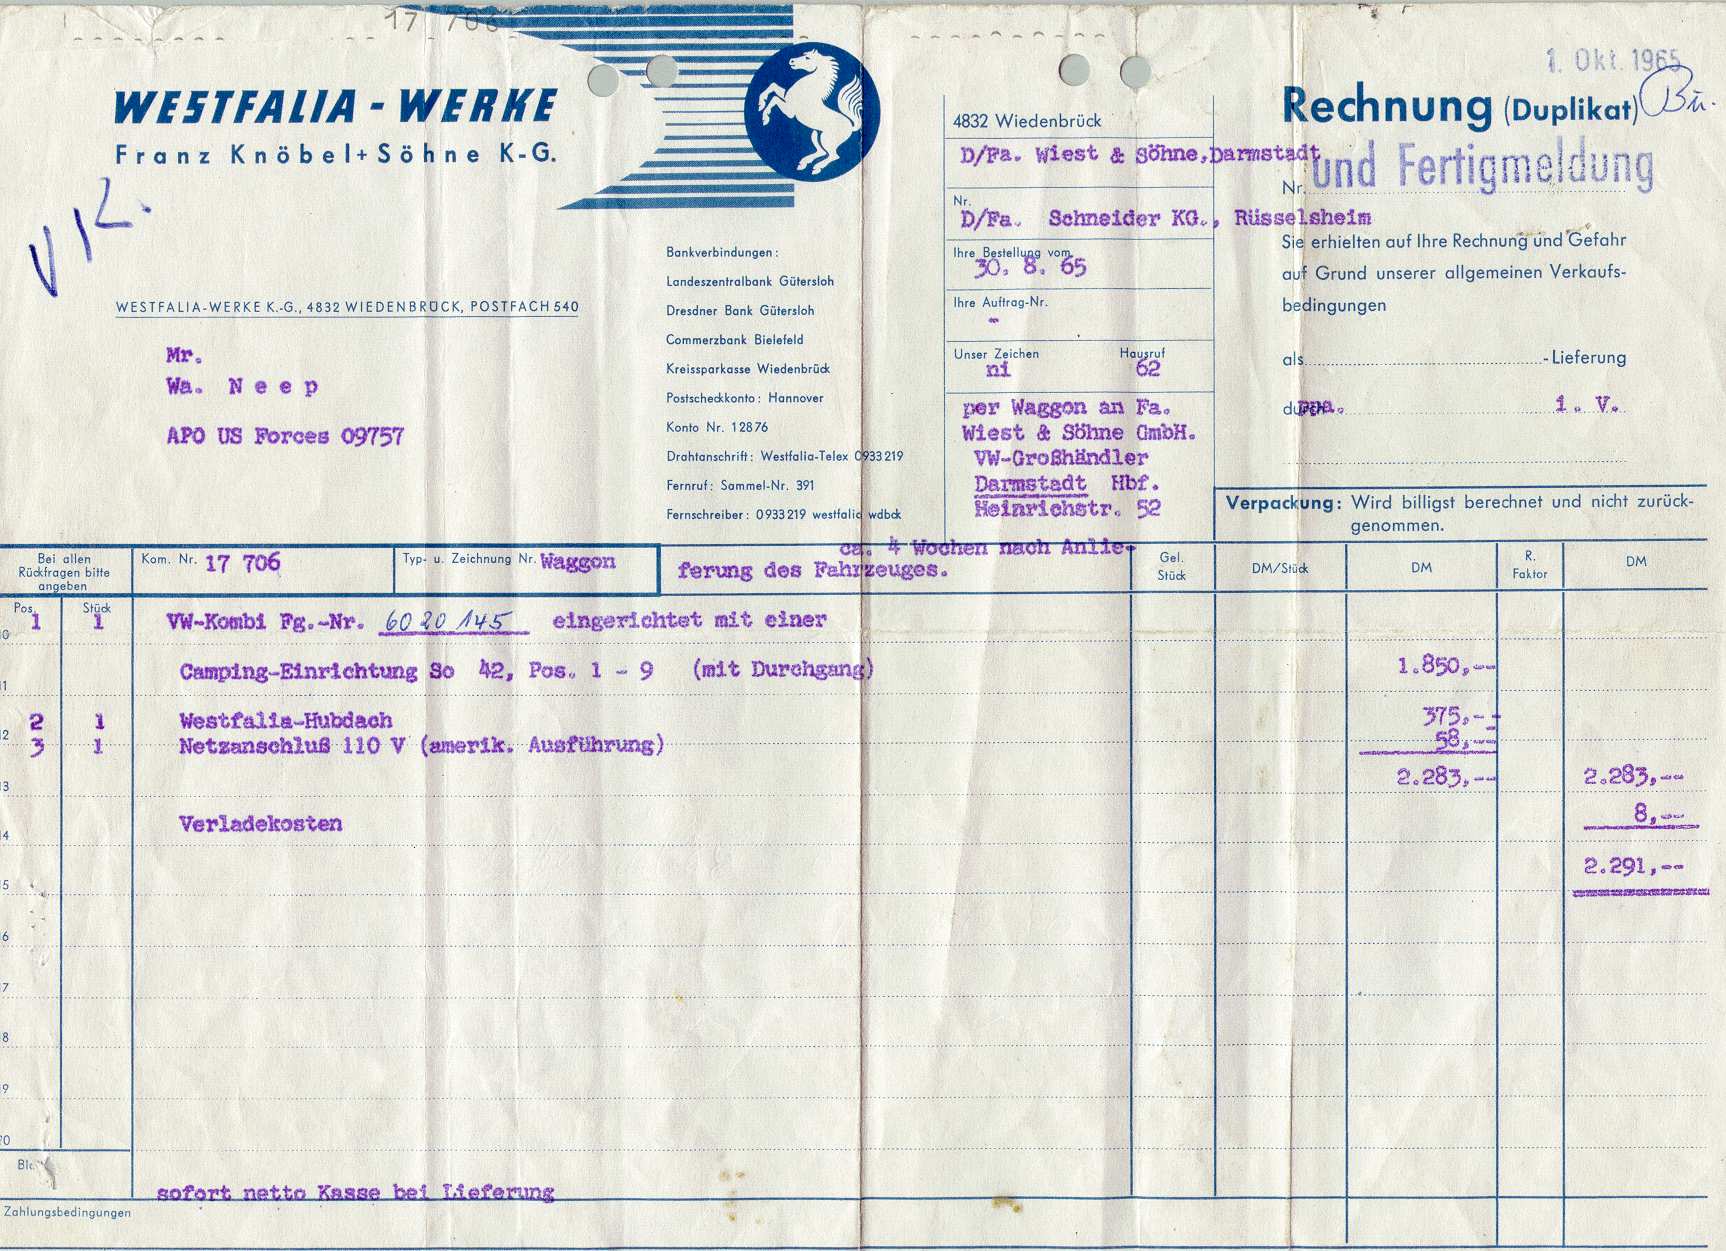 17 706
WESTFALIA-WERKE
Franz Knöbel+Söhne K-G.
WESTFALIA-WERKE K.-G., 4832 WIEDENBRÜCK, POSTFACH 540
Mr.
Wa. N e e p
APO US Forces 09757
Bankverbindungen:
Landeszentralbank Gütersloh
Dresdner Bank Gütersloh
Commerzbank Bielefeld
Kreissparkasse Wiedenbrück
Postscheckkonto: Hannover
Konto Nr. 12876
Drahtanschrift: Westfalia-Telex 0933219
Fernruf: Sammel-Nr. 391
Fernschreiber: 0933219 westfalia wdbck
4832 Wiedenbrück
D/Fa. Wiest & Söhne,Darmstadt
Nr.
D/Fa. Schneider KG., Rüsselsheim
Ihre Bestellung vom
30. 8. 65
Ihre Auftrag-Nr.
-
Unser Zeichen Hausruf
ni 62
per Waggon an Fa.
Wiest & Söhne GmbH.
VW-Großhändler
Darmstadt Hbf.
Heinrichstr. 52
1. Okt. 1965
Rechnung (Duplikat) Bu.
und Fertigmeldung
Nr.
Sie erhielten auf Ihre Rechnung und Gefahr
auf Grund unserer allgemeinen Verkaufs-
bedingungen
als -Lieferung
durch ppa. i. V.
Verpackung: Wird billigst berechnet und nicht zurück-
genommen.
Bei allen
Rückfragen bitte
angeben
Kom. Nr. 17 706
Typ- u. Zeichnung Nr. Waggon
ca. 4 Wochen nach Anlie-
ferung des Fahrzeuges.
Gel.
Stück
DM/Stück
DM
R.
Faktor
DM
Pos. Stück
1 1 VW-Kombi Fg.-Nr. 6020145 eingerichtet mit einer
Camping-Einrichtung So 42, Pos. 1 - 9 (mit Durchgang) 1.850,--
2 1 Westfalia-Hubdach 375,--
3 1 Netzanschluß 110 V (amerik. Ausführung) 58,--
2.283,-- 2.283,--
Verladekosten 8,--
2.291,--
sofort netto Kasse bei Lieferung
Zahlungsbedingungen